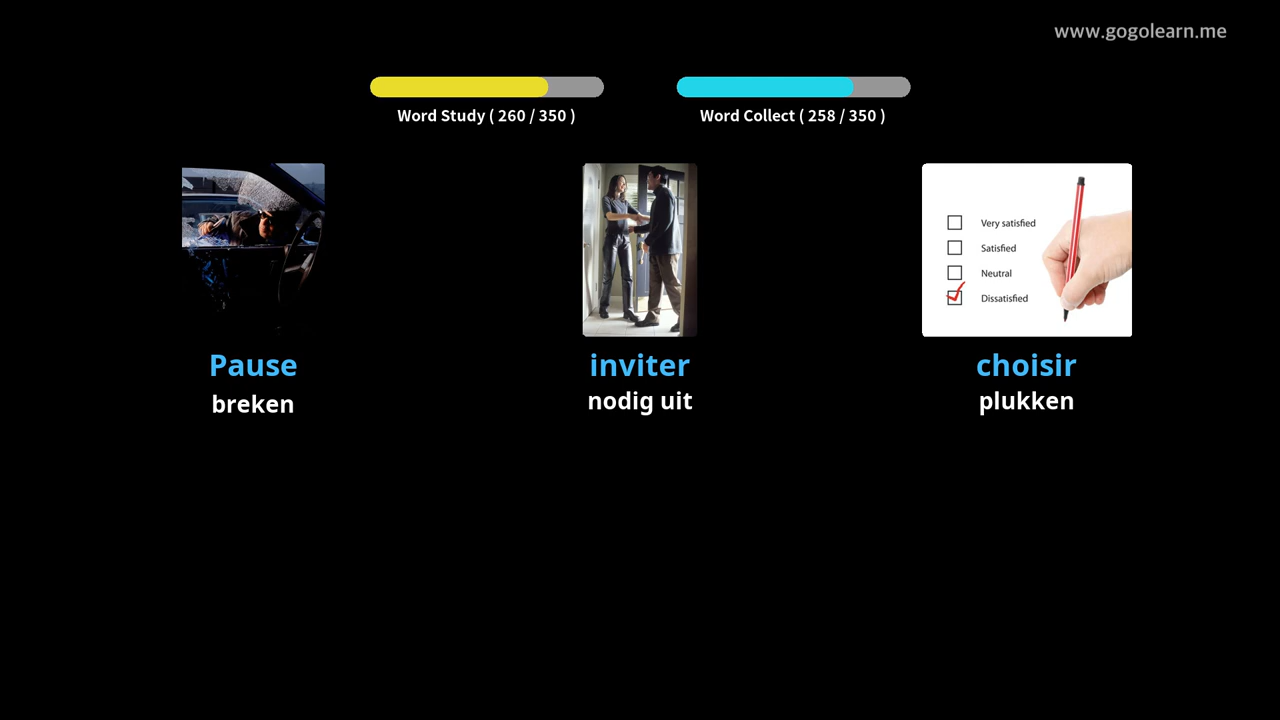 www.gogolearn.me
Word Study ( 260 / 350 )
Word Collect ( 258 / 350 )
Very satisfied
Satisfied
Neutral
Dissatisfied
Pause
breken
inviter
nodig uit
choisir
plukken